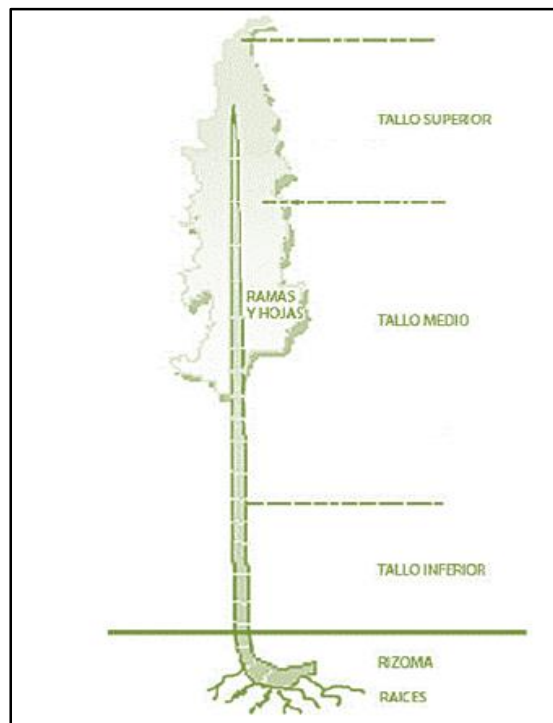 TALLO SUPERIOR
RAMAS
Y HOJAS
TALLO MEDIO
TALLO INFERIOR
RIZOMA
RAICES